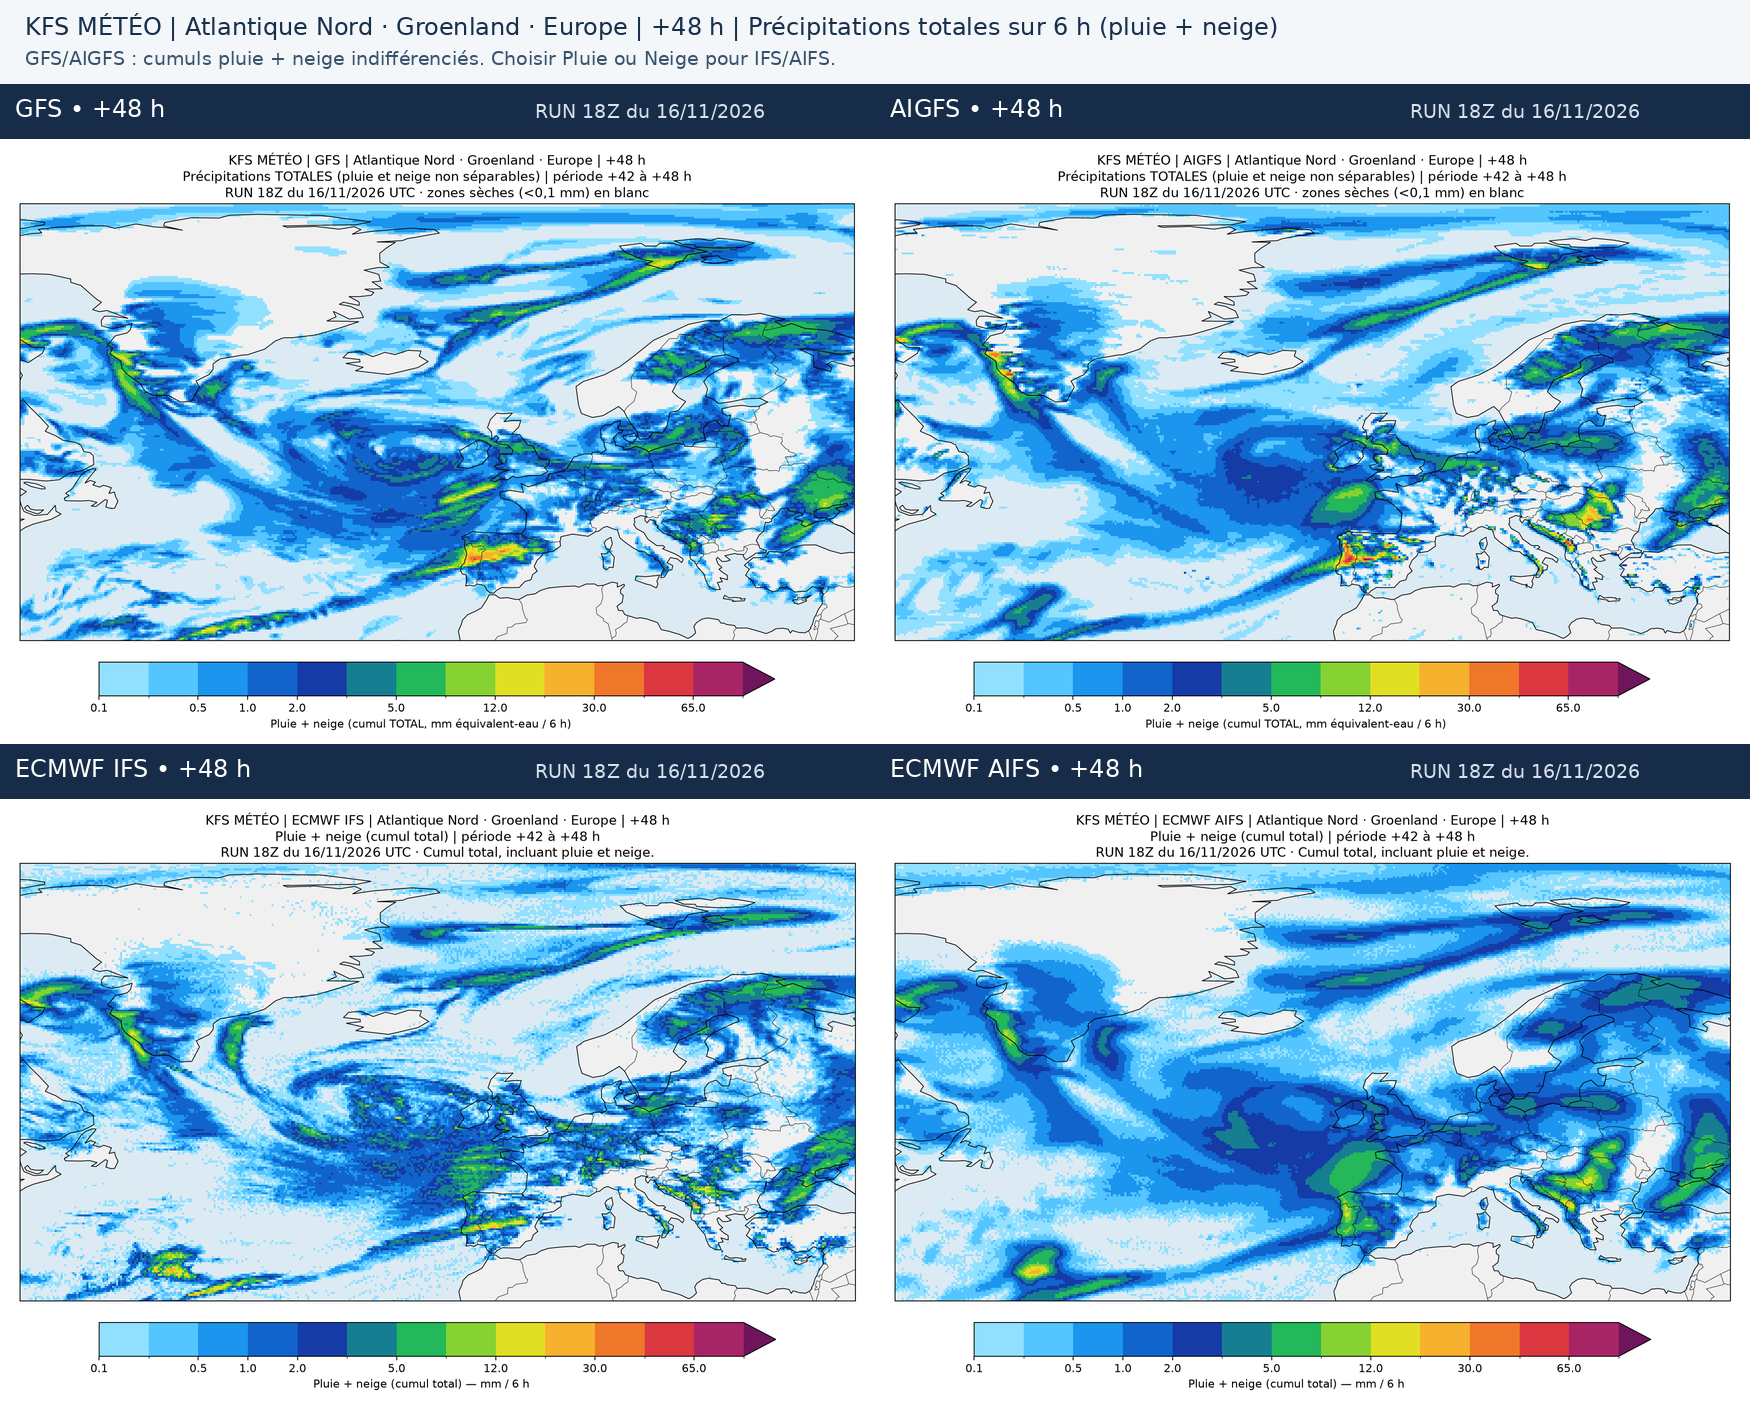 KFS MÉTÉO | Atlantique Nord · Groenland · Europe | +48 h | Précipitations totales sur 6 h (pluie + neige)
GFS/AIGFS : cumuls pluie + neige indifférenciés. Choisir Pluie ou Neige pour IFS/AIFS.
GFS • +48 h
RUN 18Z du 16/11/2026
KFS MÉTÉO | GFS | Atlantique Nord · Groenland · Europe | +48 h
Précipitations TOTALES (pluie et neige non séparables) | période +42 à +48 h
RUN 18Z du 16/11/2026 UTC · zones sèches (<0,1 mm) en blanc
0.1 0.5 1.0 2.0 5.0 12.0 30.0 65.0
Pluie + neige (cumul TOTAL, mm équivalent-eau / 6 h)
AIGFS • +48 h
RUN 18Z du 16/11/2026
KFS MÉTÉO | AIGFS | Atlantique Nord · Groenland · Europe | +48 h
Précipitations TOTALES (pluie et neige non séparables) | période +42 à +48 h
RUN 18Z du 16/11/2026 UTC · zones sèches (<0,1 mm) en blanc
0.1 0.5 1.0 2.0 5.0 12.0 30.0 65.0
Pluie + neige (cumul TOTAL, mm équivalent-eau / 6 h)
ECMWF IFS • +48 h
RUN 18Z du 16/11/2026
KFS MÉTÉO | ECMWF IFS | Atlantique Nord · Groenland · Europe | +48 h
Pluie + neige (cumul total) | période +42 à +48 h
RUN 18Z du 16/11/2026 UTC · Cumul total, incluant pluie et neige.
0.1 0.5 1.0 2.0 5.0 12.0 30.0 65.0
Pluie + neige (cumul total) — mm / 6 h
ECMWF AIFS • +48 h
RUN 18Z du 16/11/2026
KFS MÉTÉO | ECMWF AIFS | Atlantique Nord · Groenland · Europe | +48 h
Pluie + neige (cumul total) | période +42 à +48 h
RUN 18Z du 16/11/2026 UTC · Cumul total, incluant pluie et neige.
0.1 0.5 1.0 2.0 5.0 12.0 30.0 65.0
Pluie + neige (cumul total) — mm / 6 h